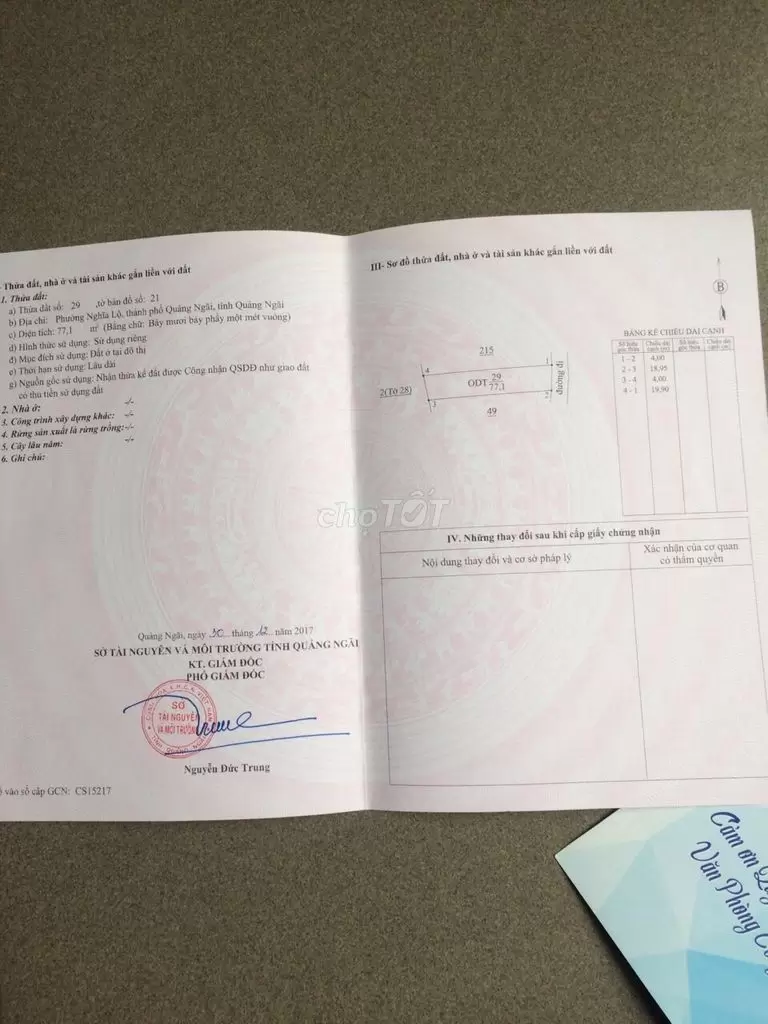 Thửa đất, nhà ở và tài sản khác gắn liền với đất
1. Thửa đất:
a) Thửa đất số: 29 ,tờ bản đồ số: 21
b) Địa chỉ: Phường Nghĩa Lộ, thành phố Quảng Ngãi, tỉnh Quảng Ngãi
c) Diện tích: 77,1 m² (Bằng chữ: Bảy mươi bảy phẩy một mét vuông)
d) Hình thức sử dụng: Sử dụng riêng
đ) Mục đích sử dụng: Đất ở tại đô thị
e) Thời hạn sử dụng: Lâu dài
g) Nguồn gốc sử dụng: Nhận thừa kế đất được Công nhận QSDĐ như giao đất
có thu tiền sử dụng đất
2. Nhà ở: -/-
3. Công trình xây dựng khác: -/-
4. Rừng sản xuất là rừng trồng:-/-
5. Cây lâu năm: -/-
6. Ghi chú:
Quảng Ngãi, ngày 30 tháng 12 năm 2017
SỞ TÀI NGUYÊN VÀ MÔI TRƯỜNG TỈNH QUẢNG NGÃI
KT. GIÁM ĐỐC
PHÓ GIÁM ĐỐC
SỞ
TÀI NGUYÊN
VÀ MÔI TRƯỜNG
Nguyễn Đức Trung
vào sổ cấp GCN: CS15217
III- Sơ đồ thửa đất, nhà ở và tài sản khác gắn liền với đất
B
215
4
1
ODT 29
77,1
đường đi
2(Tờ 28)
3
2
49
BẢNG KÊ CHIỀU DÀI CẠNH
Số hiệu góc thửa Chiều dài cạnh (m) Số hiệu góc thửa Chiều dài cạnh (m)
1 - 2 4,00
2 - 3 18,95
3 - 4 4,00
4 - 1 19,90
chợTỐT
IV. Những thay đổi sau khi cấp giấy chứng nhận
Nội dung thay đổi và cơ sở pháp lý
Xác nhận của cơ quan
có thẩm quyền
Cảm ơn
Văn Phòng